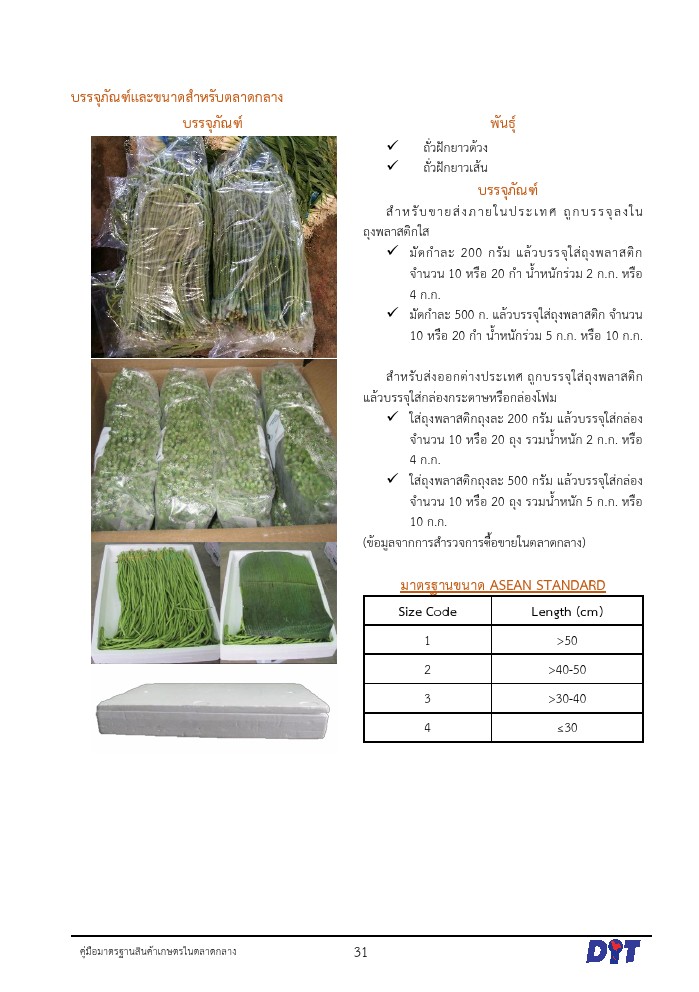 บรรจุภัณฑ์และขนาดสำหรับตลาดกลาง
บรรจุภัณฑ์
พันธุ์
✓ ถั่วฝักยาวด้วง
✓ ถั่วฝักยาวเส้น
บรรจุภัณฑ์
สำหรับขายส่งภายในประเทศ ถูกบรรจุลงใน
ถุงพลาสติกใส
✓ มัดกำละ 200 กรัม แล้วบรรจุใส่ถุงพลาสติก
จำนวน 10 หรือ 20 กำ น้ำหนักร่วม 2 ก.ก. หรือ
4 ก.ก.
✓ มัดกำละ 500 ก. แล้วบรรจุใส่ถุงพลาสติก จำนวน
10 หรือ 20 กำ น้ำหนักร่วม 5 ก.ก. หรือ 10 ก.ก.
สำหรับส่งออกต่างประเทศ ถูกบรรจุใส่ถุงพลาสติก
แล้วบรรจุใส่กล่องกระดาษหรือกล่องโฟม
✓ ใส่ถุงพลาสติกถุงละ 200 กรัม แล้วบรรจุใส่กล่อง
จำนวน 10 หรือ 20 ถุง รวมน้ำหนัก 2 ก.ก. หรือ
4 ก.ก.
✓ ใส่ถุงพลาสติกถุงละ 500 กรัม แล้วบรรจุใส่กล่อง
จำนวน 10 หรือ 20 ถุง รวมน้ำหนัก 5 ก.ก. หรือ
10 ก.ก.
(ข้อมูลจากการสำรวจการซื้อขายในตลาดกลาง)
มาตรฐานขนาด ASEAN STANDARD
Size Code Length (cm)
1 >50
2 >40-50
3 >30-40
4 ≤30
คู่มือมาตรฐานสินค้าเกษตรในตลาดกลาง 31 DIT